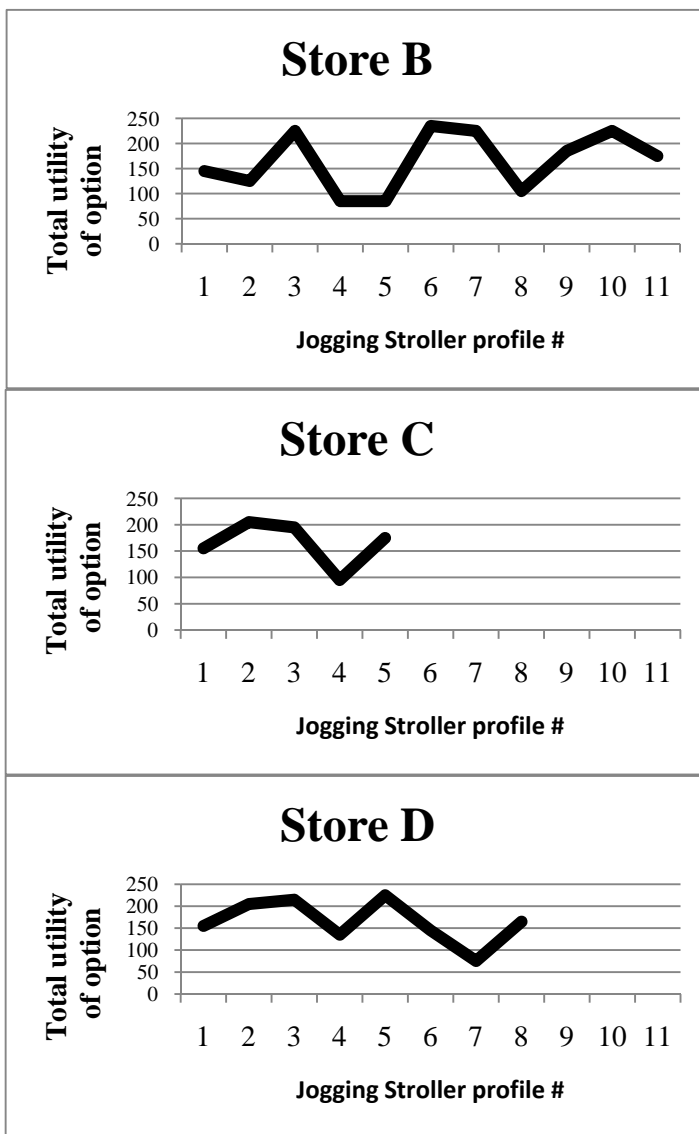 Store B
Total utility
of option
250
200
150
100
50
0
1 2 3 4 5 6 7 8 9 10 11
Jogging Stroller profile #
Store C
Total utility
of option
250
200
150
100
50
0
1 2 3 4 5 6 7 8 9 10 11
Jogging Stroller profile #
Store D
Total utility
of option
250
200
150
100
50
0
1 2 3 4 5 6 7 8 9 10 11
Jogging Stroller profile #